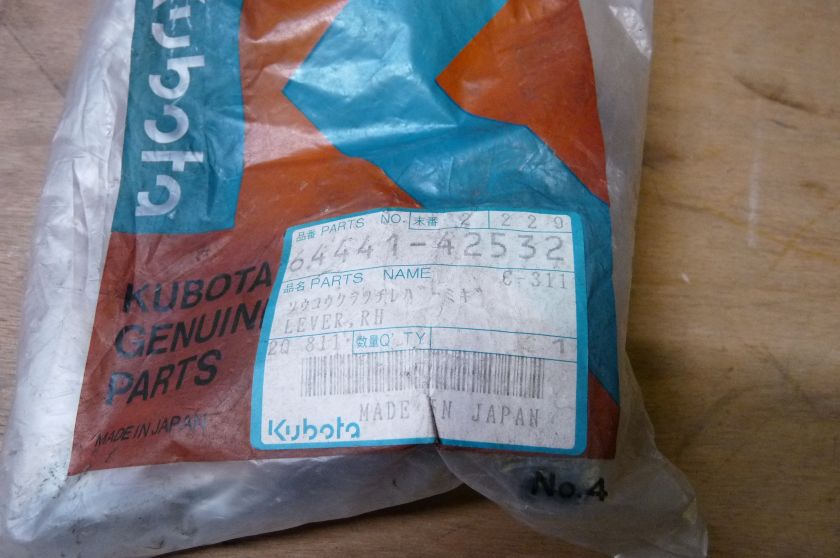 Kubota
KUBOTA
GENUIN
PARTS
MADE IN JAPAN
品番 PARTS NO. 末番 2 229
64441-42532
品名 PARTS NAME C-311
ソウコウクラッチレバーミギ
LEVER,RH
2Q 811 数量Q'TY 1
MADE IN JAPAN
Kubota
No.4